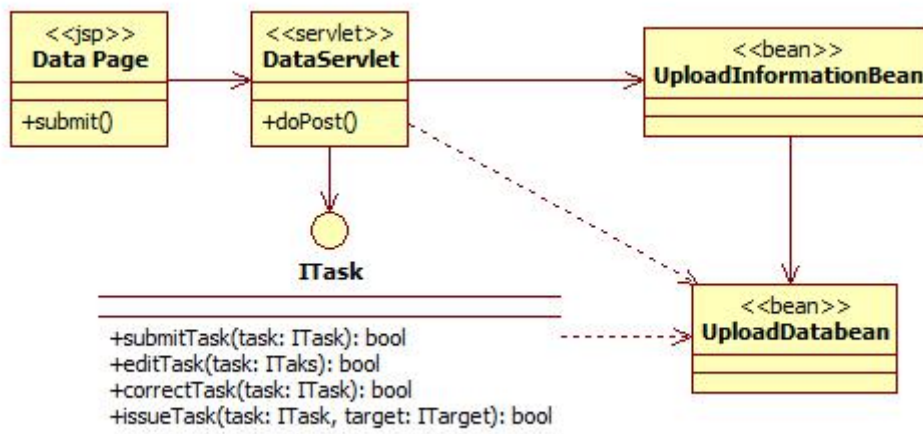 <<jsp>>
Data Page
+submit()
<<servlet>>
DataServlet
+doPost()
<<bean>>
UploadInformationBean
ITask
+submitTask(task: ITask): bool
+editTask(task: ITaks): bool
+correctTask(task: ITask): bool
+issueTask(task: ITask, target: ITarget): bool
<<bean>>
UploadDatabean